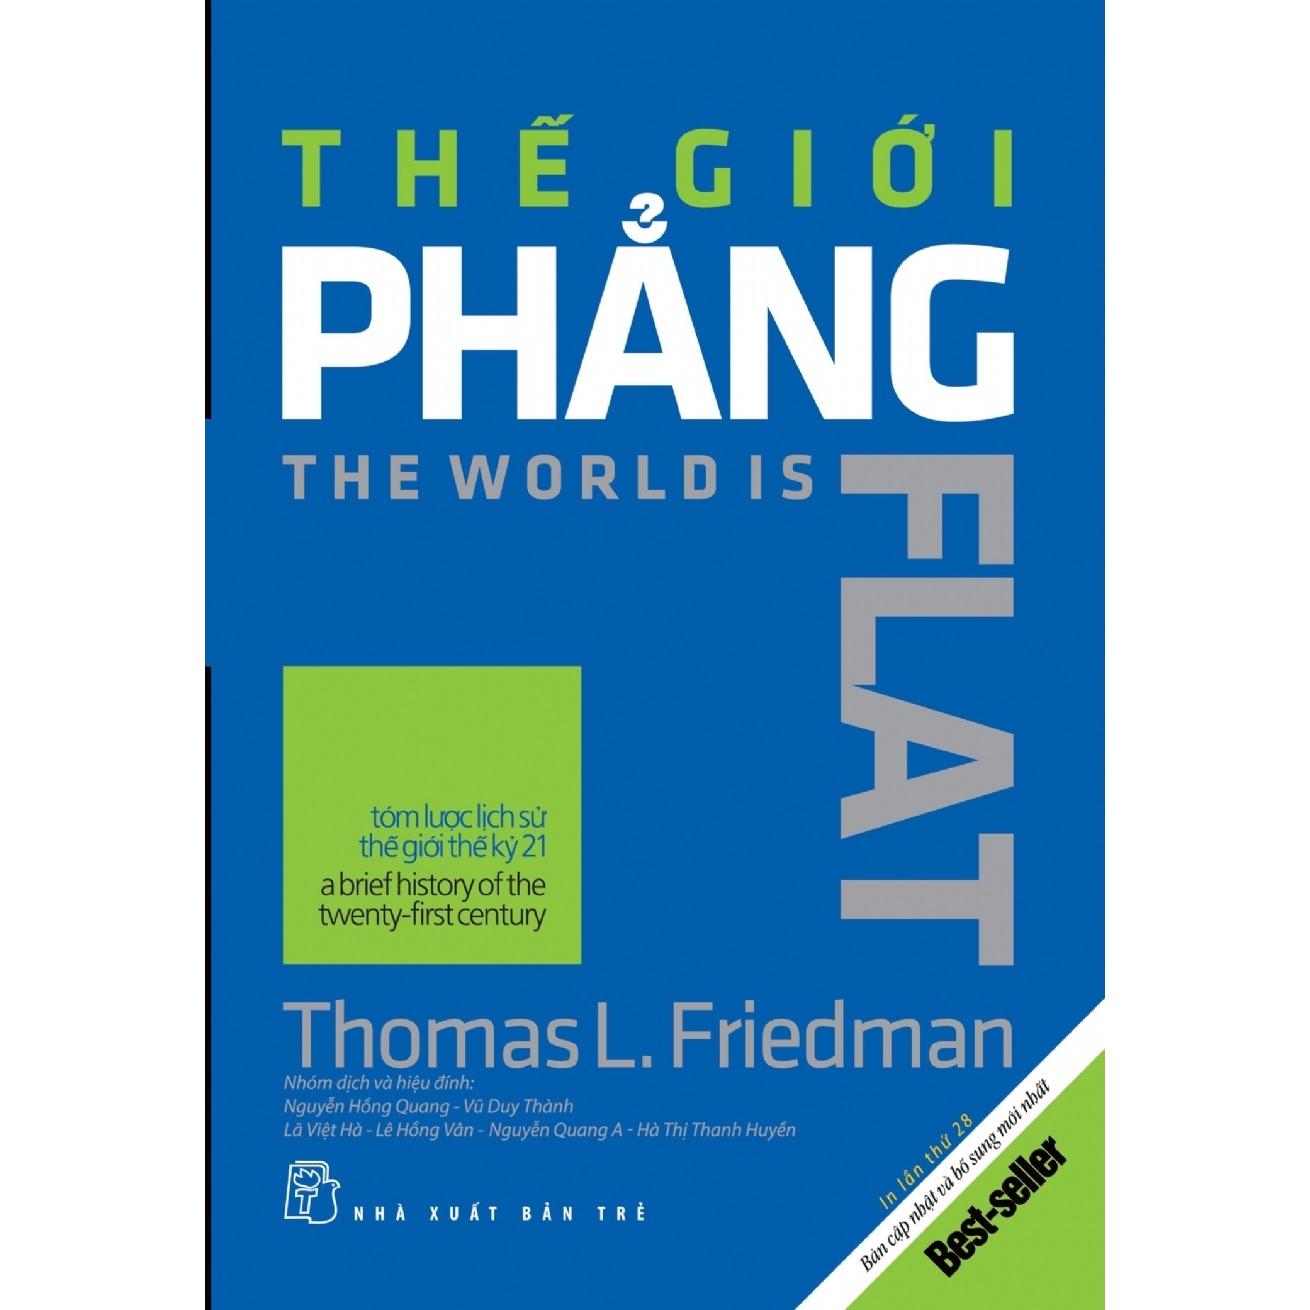 THẾ GIỚI
PHẲNG
THE WORLD IS
FLAT
tóm lược lịch sử
thế giới thế kỷ 21
a brief history of the
twenty-first century
Thomas L. Friedman
Nhóm dịch và hiệu đính:
Nguyễn Hồng Quang - Vũ Duy Thành
Lã Việt Hà - Lê Hồng Vân - Nguyễn Quang A - Hà Thị Thanh Huyền
T
NHÀ XUẤT BẢN TRẺ
In lần thứ 28
Bản cập nhật và bổ sung mới nhất
Best-seller